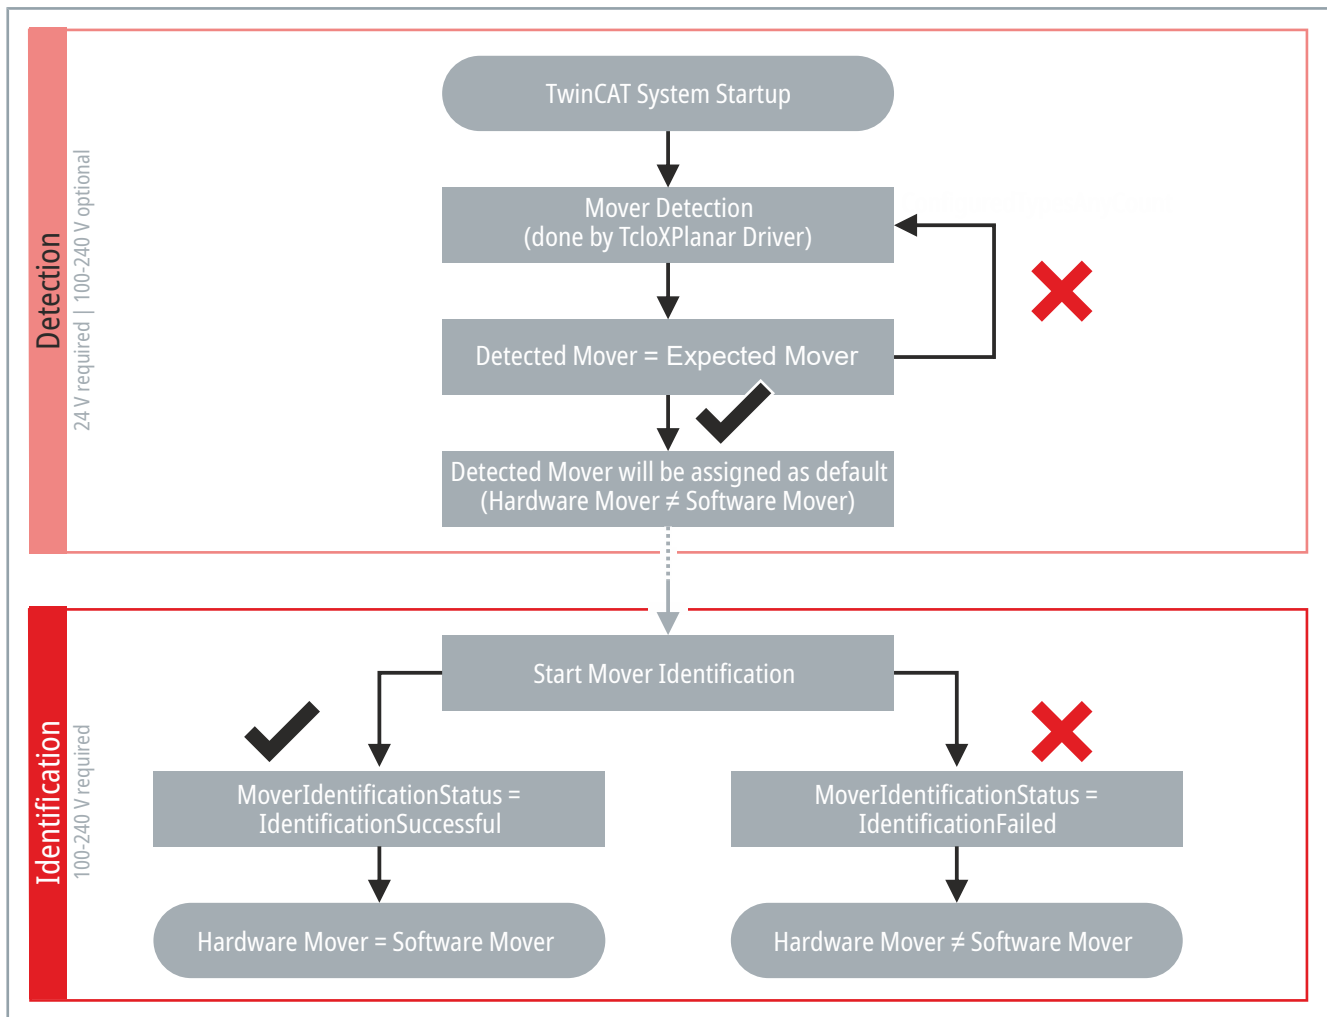 Detection
24 V required | 100-240 V optional
TwinCAT System Startup
Mover Detection
(done by TcloXPlanar Driver)
Detected Mover = Expected Mover
Detected Mover will be assigned as default
(Hardware Mover ≠ Software Mover)
Identification
100-240 V required
Start Mover Identification
MoverIdentificationStatus =
IdentificationSuccessful
MoverIdentificationStatus =
IdentificationFailed
Hardware Mover = Software Mover
Hardware Mover ≠ Software Mover